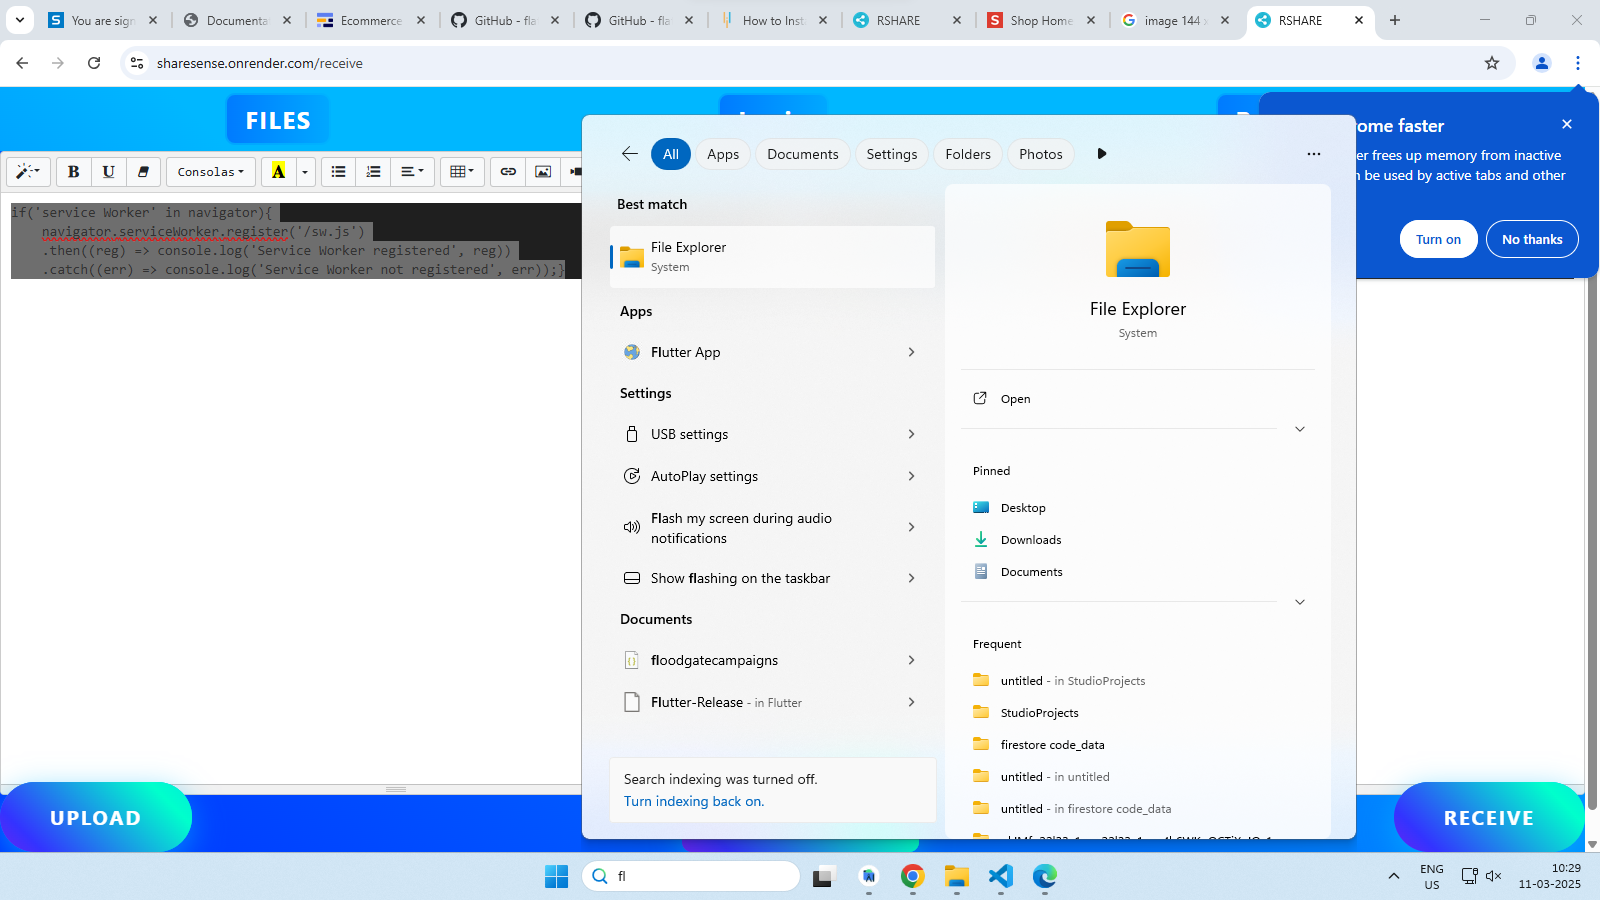 You are sign
Documenta
Ecommerce
GitHub - fla
GitHub - fla
How to Inst
RSHARE
Shop Home
image 144 x
RSHARE
sharesense.onrender.com/receive
FILES
ome faster
er frees up memory from inactive
n be used by active tabs and other
Turn on
No thanks
B
U
Consolas
A
if('service Worker' in navigator){
navigator.serviceWorker.register('/sw.js')
.then((reg) => console.log('Service Worker registered', reg))
.catch((err) => console.log('Service Worker not registered', err));}
All
Apps
Documents
Settings
Folders
Photos
Best match
File Explorer
System
Apps
Flutter App
Settings
USB settings
AutoPlay settings
Flash my screen during audio
notifications
Show flashing on the taskbar
Documents
floodgatecampaigns
Flutter-Release - in Flutter
Search indexing was turned off.
Turn indexing back on.
File Explorer
System
Open
Pinned
Desktop
Downloads
Documents
Frequent
untitled - in StudioProjects
StudioProjects
firestore code_data
untitled - in untitled
untitled - in firestore code_data
UPLOAD
RECEIVE
fl
ENG
US
10:29
11-03-2025